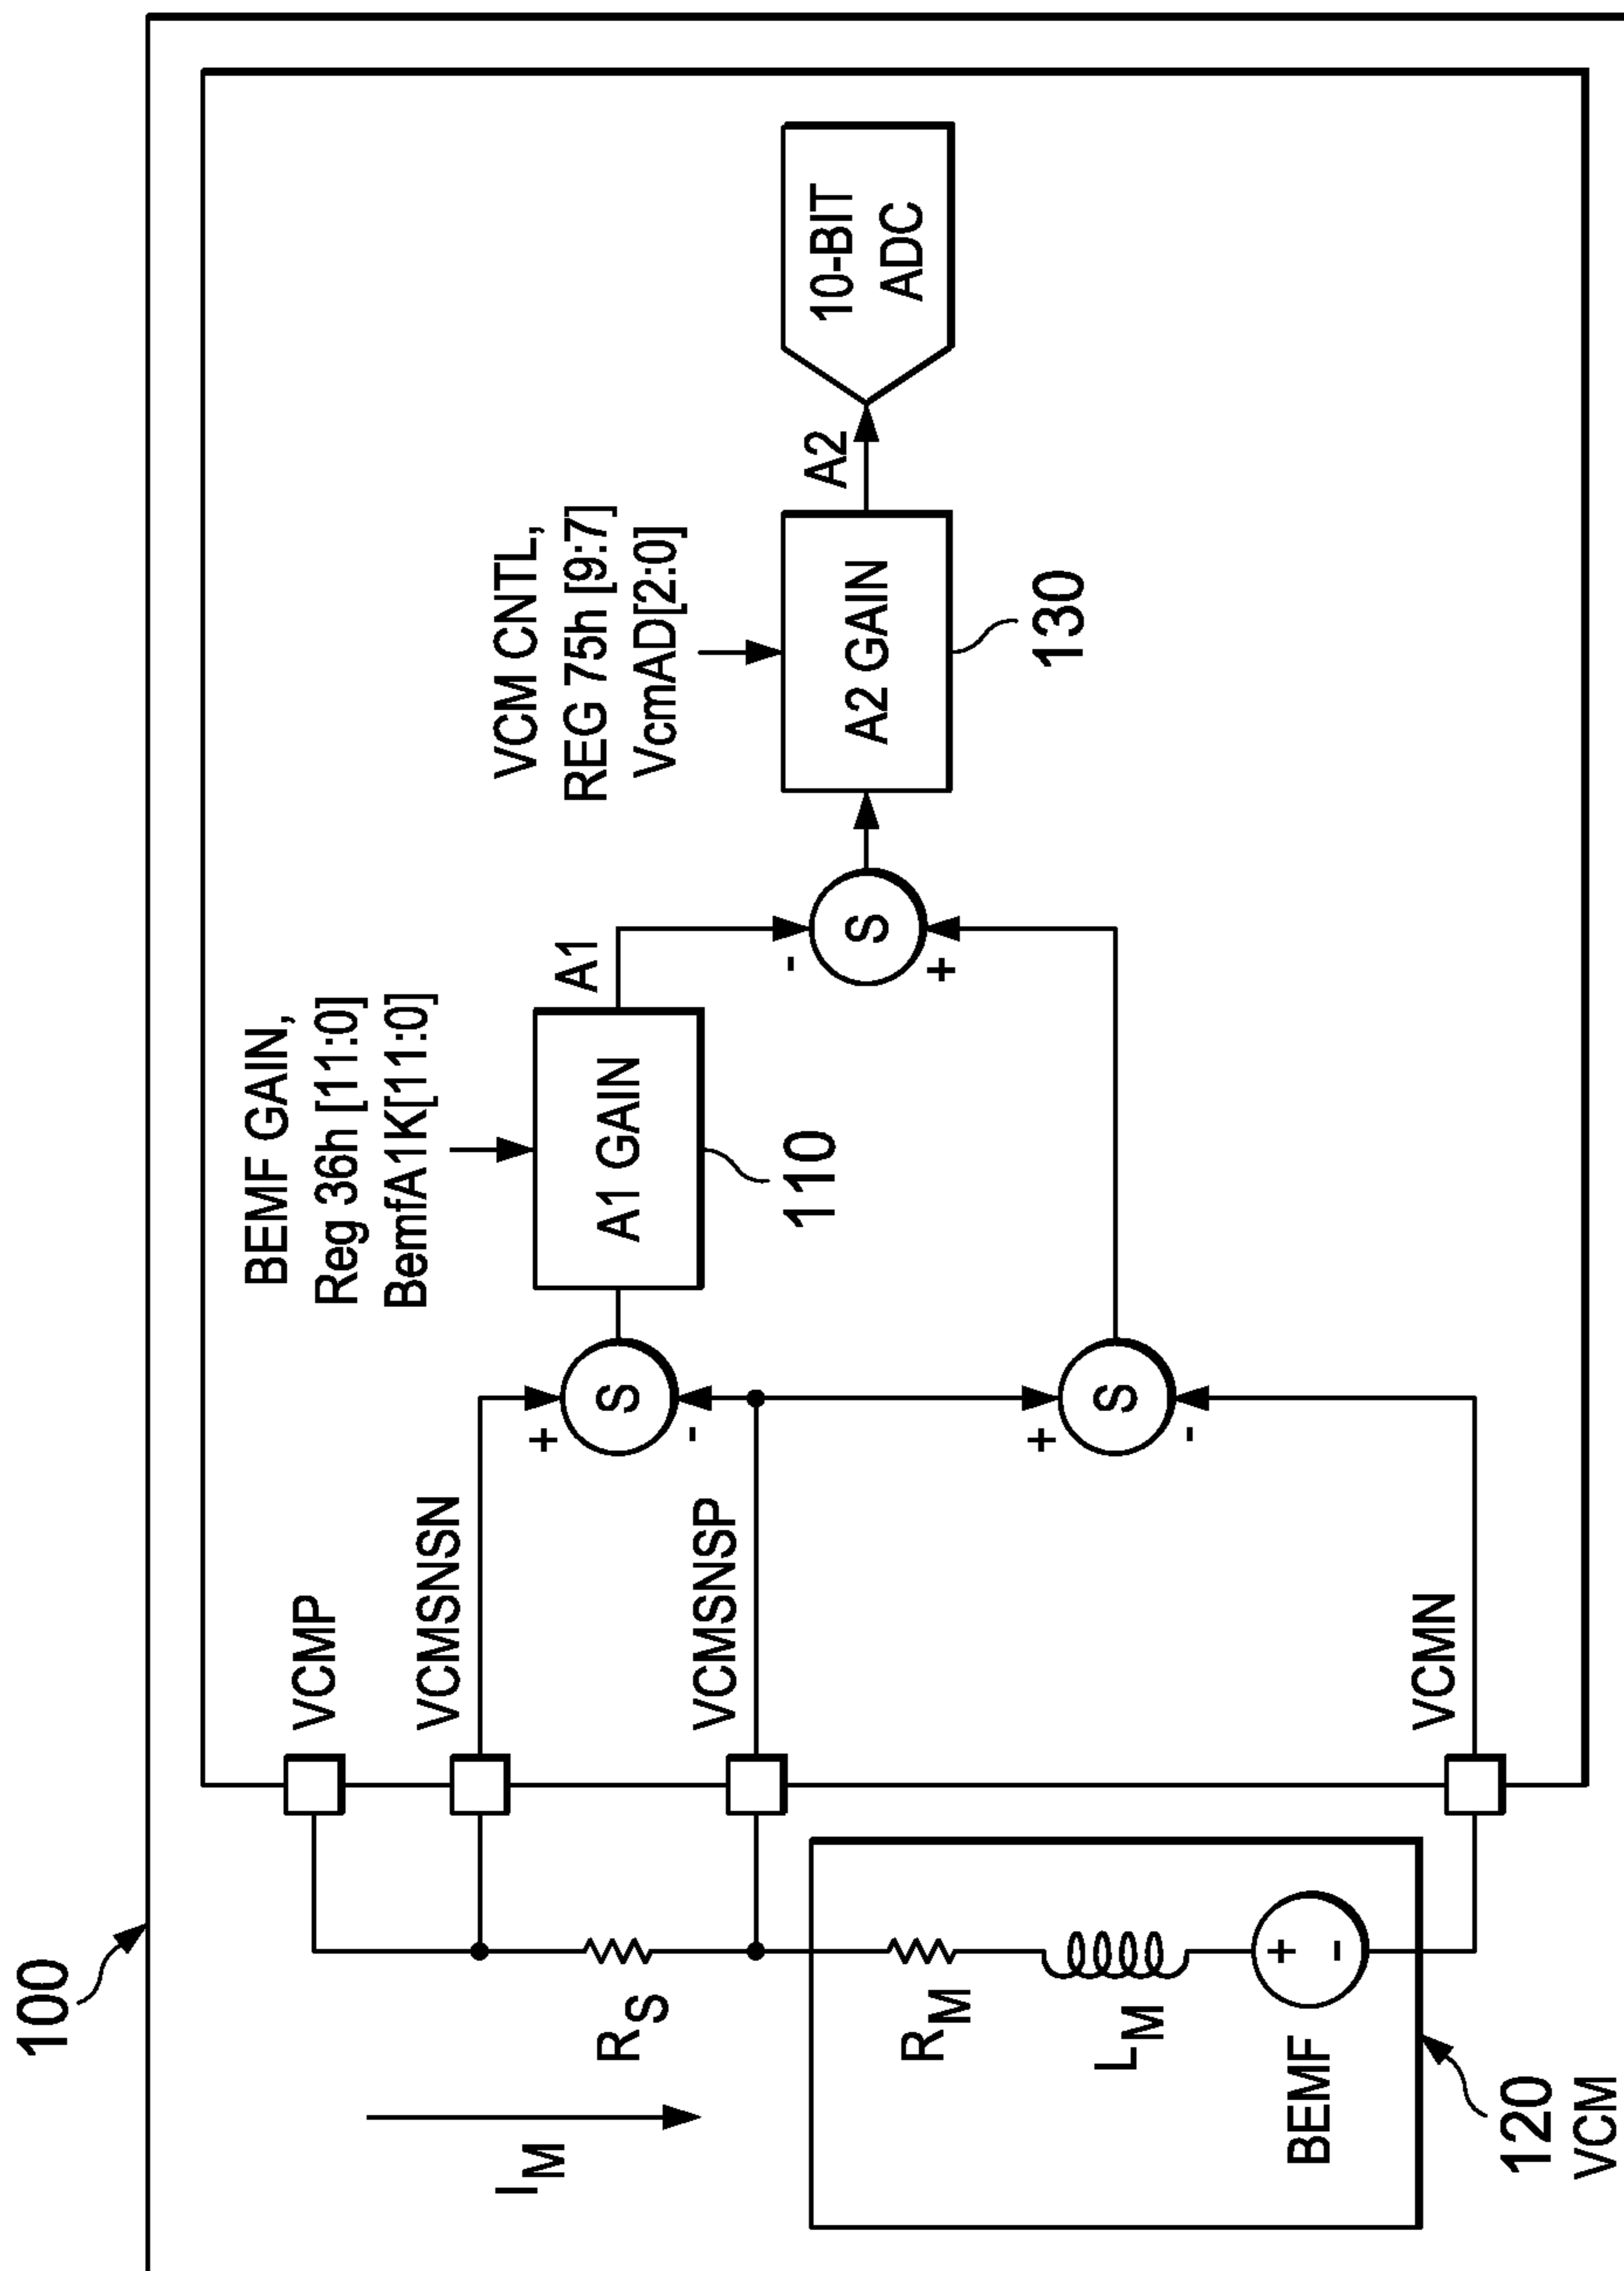 100
BEMF GAIN,
Reg 36h [11:0]
BemfA1K[11:0]
VCM CNTL,
REG 75h [9:7]
VcmAD[2:0]
VCMP
VCMSNSN
VCMSNSP
VCMN
+
S
-
A1 GAIN
A1
110
-
S
+
A2 GAIN
A2
130
10-BIT
ADC
+
S
-
IM
RS
RM
LM
BEMF
+
-
120
VCM